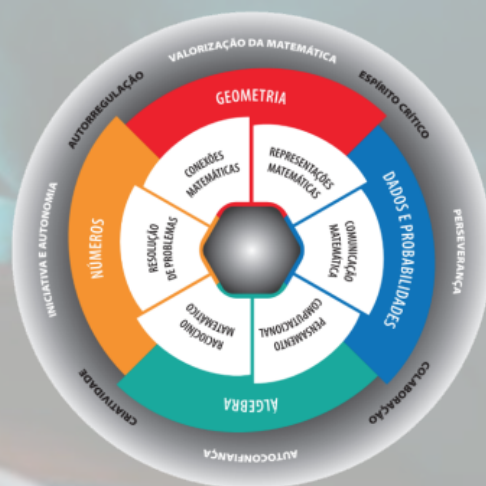 VALORIZAÇÃO DA MATEMÁTICA
ESPÍRITO CRÍTICO
PERSEVERANÇA
COLABORAÇÃO
AUTOCONFIANÇA
CRIATIVIDADE
INICIATIVA E AUTONOMIA
AUTORREGULAÇÃO
GEOMETRIA
DADOS E PROBABILIDADES
ÁLGEBRA
NÚMEROS
REPRESENTAÇÕES
MATEMÁTICAS
COMUNICAÇÃO
MATEMÁTICA
PENSAMENTO
COMPUTACIONAL
RACIOCÍNIO
MATEMÁTICO
RESOLUÇÃO
DE PROBLEMAS
CONEXÕES
MATEMÁTICAS